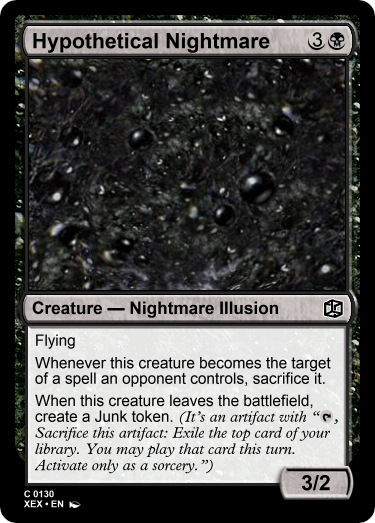 Hypothetical Nightmare 3
Creature — Nightmare Illusion
Flying
Whenever this creature becomes the target
of a spell an opponent controls, sacrifice it.
When this creature leaves the battlefield,
create a Junk token. (It's an artifact with “, 
Sacrifice this artifact: Exile the top card of your
library. You may play that card this turn.
Activate only as a sorcery.”)
3/2
C 0130
XEX • EN